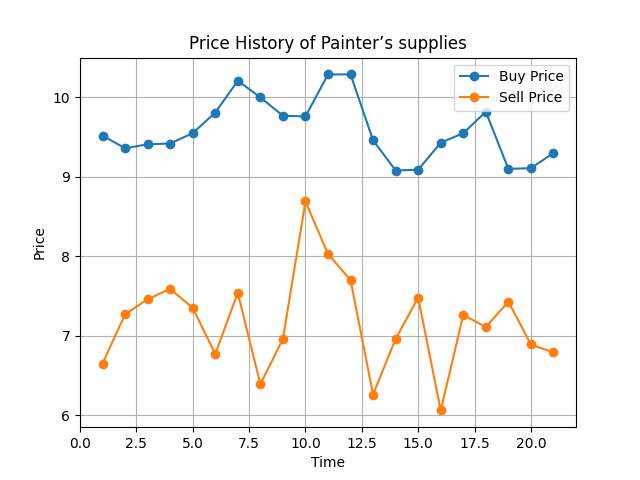 Price History of Painter’s supplies
Buy Price
Sell Price
10
9
8
7
6
Price
0.0 2.5 5.0 7.5 10.0 12.5 15.0 17.5 20.0
Time